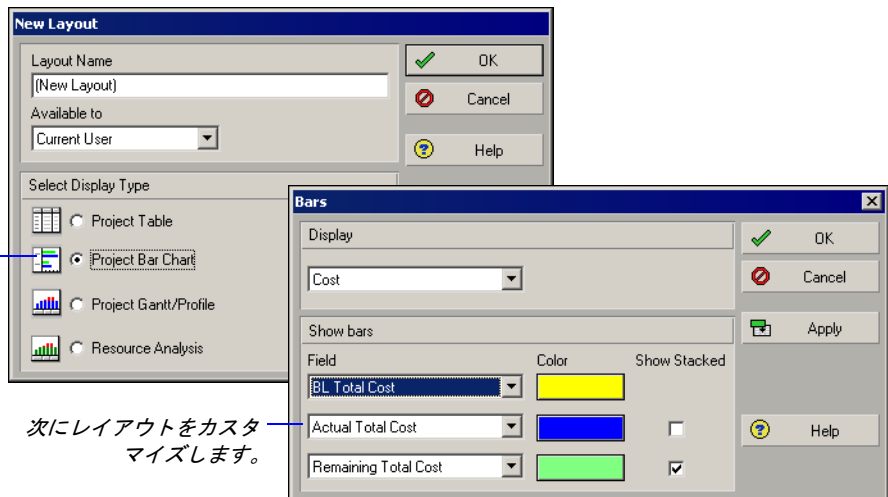 New Layout
Layout Name
(New Layout)
Available to
Current User
OK
Cancel
Help
Select Display Type
Project Table
Project Bar Chart
Project Gantt/Profile
Resource Analysis
Bars
Display
Cost
OK
Cancel
Apply
Help
Show bars
Field Color Show Stacked
BL Total Cost
Actual Total Cost
Remaining Total Cost
次にレイアウトをカスタ
マイズします。